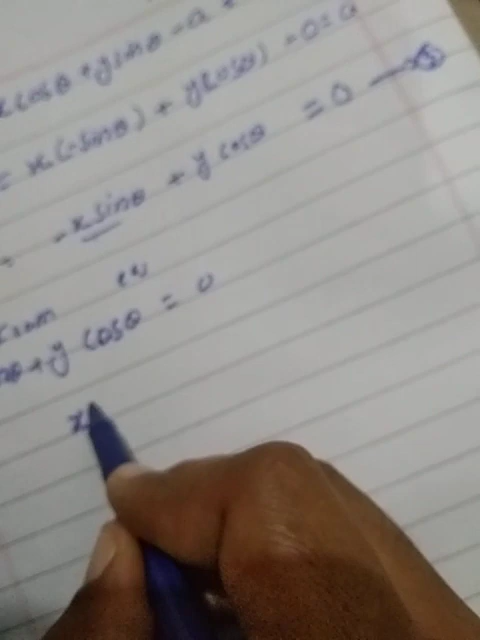 x cosθ + y sinθ = a
= x(-sinθ) + y(cosθ) = 0 = a
-x sinθ + y cosθ = 0
+ y cosθ = 0
x